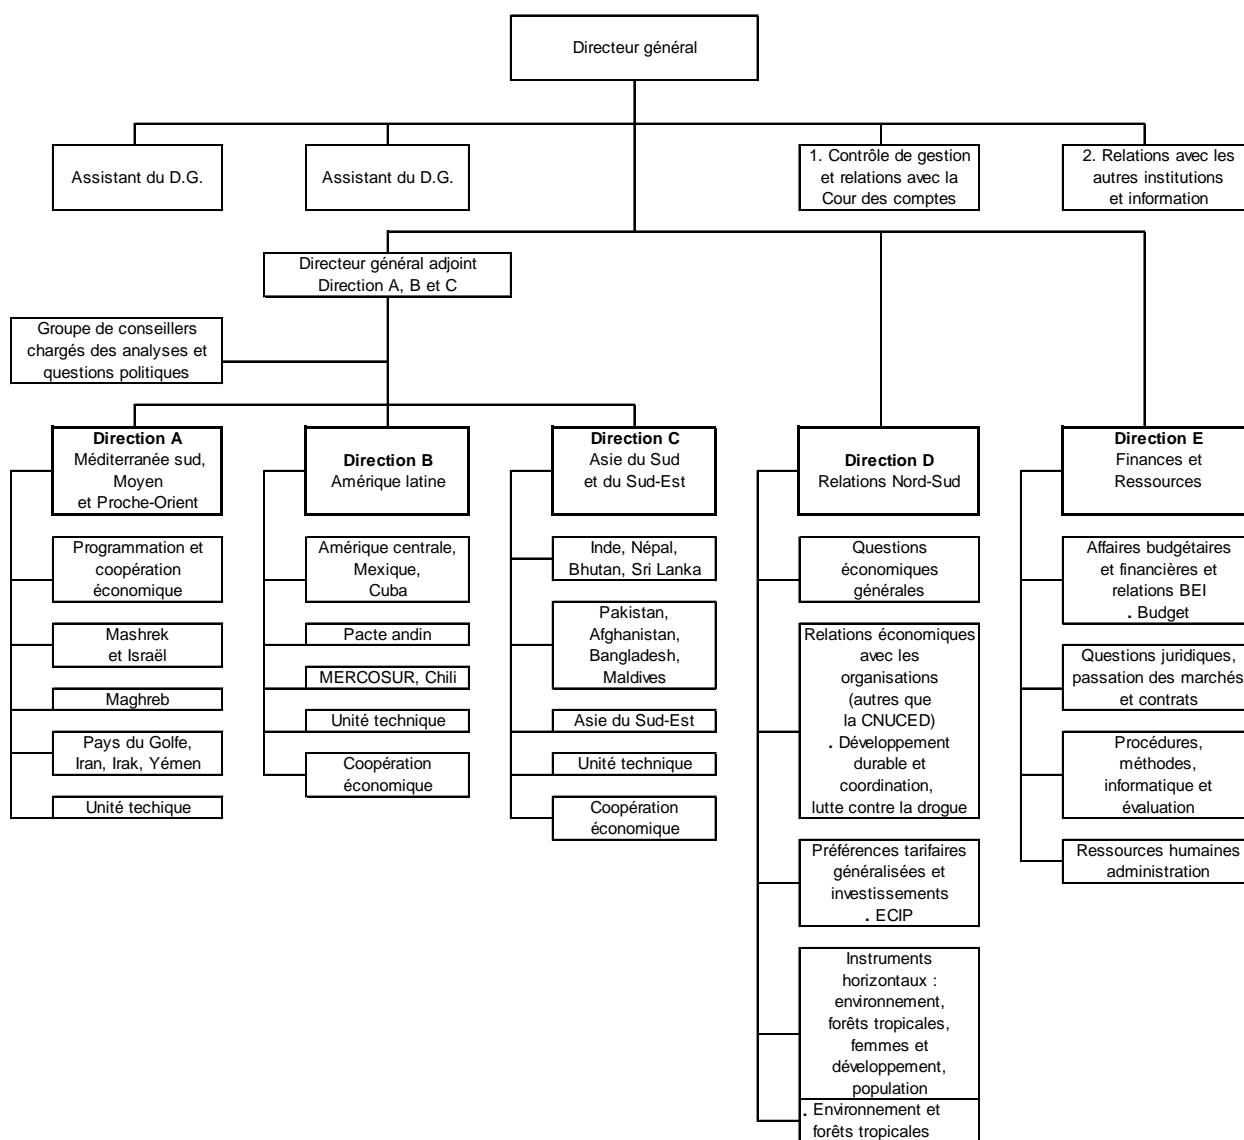 Directeur général
Assistant du D.G.
Assistant du D.G.
1. Contrôle de gestion
et relations avec la
Cour des comptes
2. Relations avec les
autres institutions
et information
Directeur général adjoint
Direction A, B et C
Groupe de conseillers
chargés des analyses et
questions politiques
Direction A
Méditerranée sud,
Moyen
et Proche-Orient
Programmation et
coopération
économique
Mashrek
et Israël
Maghreb
Pays du Golfe,
Iran, Irak, Yémen
Unité techique
Direction B
Amérique latine
Amérique centrale,
Mexique,
Cuba
Pacte andin
MERCOSUR, Chili
Unité technique
Coopération
économique
Direction C
Asie du Sud
et du Sud-Est
Inde, Népal,
Bhutan, Sri Lanka
Pakistan,
Afghanistan,
Bangladesh,
Maldives
Asie du Sud-Est
Unité technique
Coopération
économique
Direction D
Relations Nord-Sud
Questions
économiques
générales
Relations économiques
avec les
organisations
(autres que
la CNUCED)
. Développement
durable et
coordination,
lutte contre la drogue
Préférences tarifaires
généralisées et
investissements
. ECIP
Instruments
horizontaux :
environnement,
forêts tropicales,
femmes et
développement,
population
. Environnement et
forêts tropicales
Direction E
Finances et
Ressources
Affaires budgétaires
et financières et
relations BEI
. Budget
Questions juridiques,
passation des marchés
et contrats
Procédures,
méthodes,
informatique et
évaluation
Ressources humaines
administration